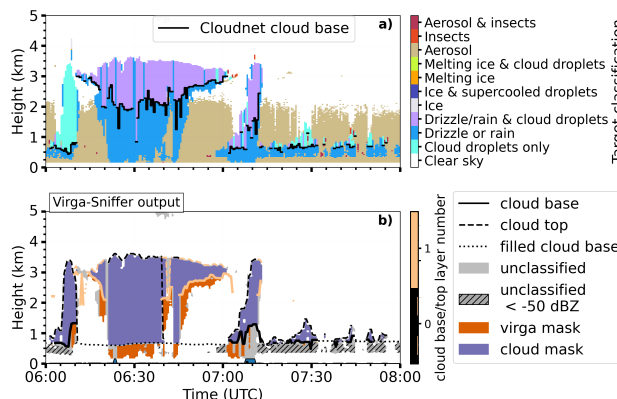 Cloudnet cloud base
a)
Height (km)
5
4
3
2
1
0
Aerosol & insects
Insects
Aerosol
Melting ice & cloud droplets
Melting ice
Ice & supercooled droplets
Ice
Drizzle/rain & cloud droplets
Drizzle or rain
Cloud droplets only
Clear sky
Target classification
Virga-Sniffer output
b)
Height (km)
5
4
3
2
1
0
06:00
06:30
07:00
07:30
08:00
Time (UTC)
1
0
cloud base/top layer number
cloud base
cloud top
filled cloud base
unclassified
unclassified
< -50 dBZ
virga mask
cloud mask